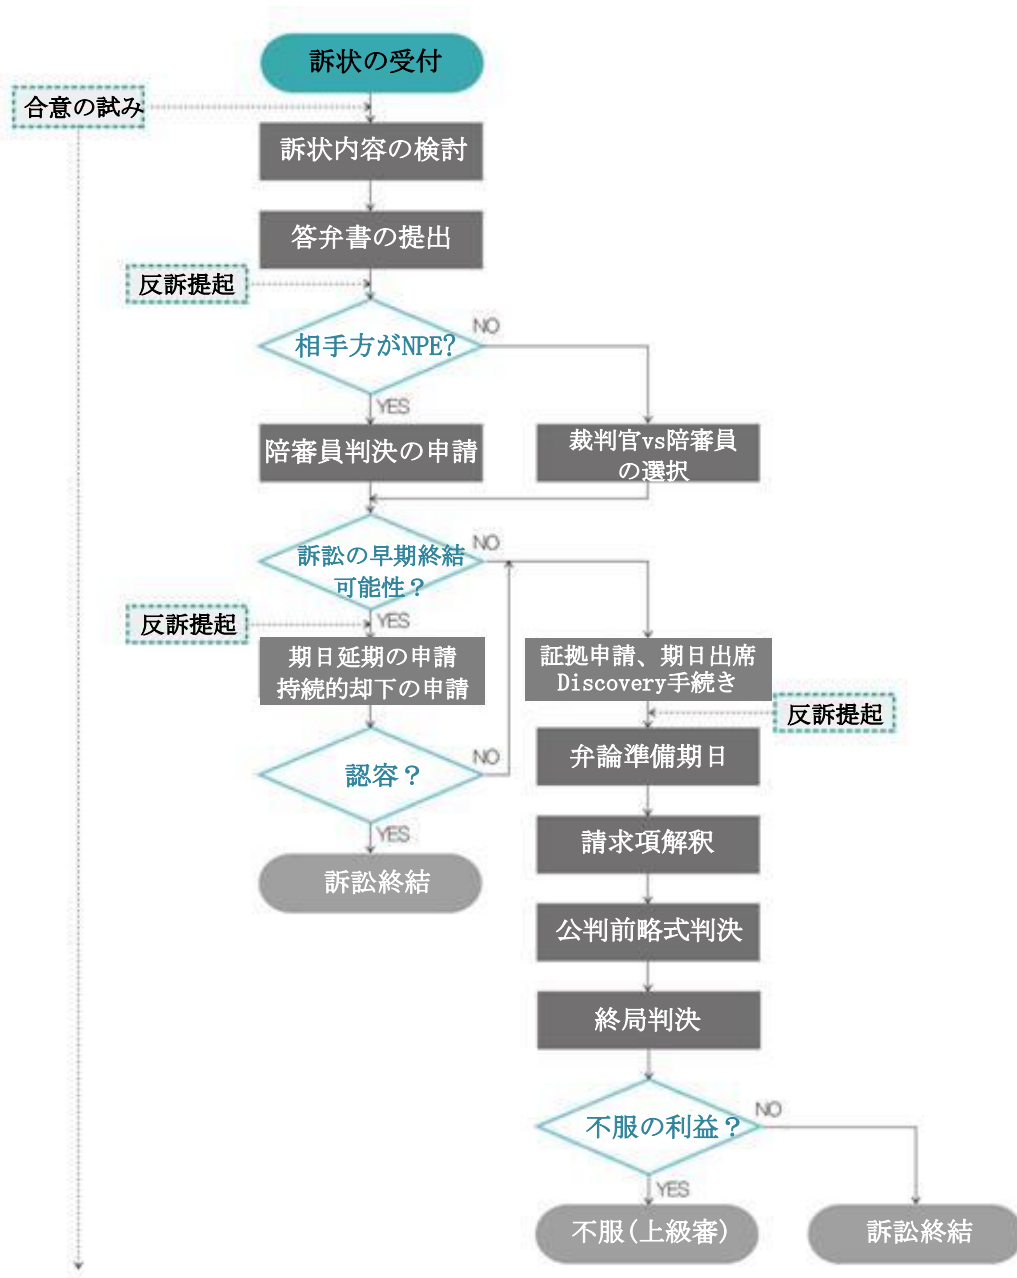 訴状の受付
合意の試み
訴状内容の検討
答弁書の提出
反訴提起
相手方がNPE?
NO
YES
陪審員判決の申請
裁判官vs陪審員
の選択
訴訟の早期終結
可能性？
NO
YES
反訴提起
期日延期の申請
持続的却下の申請
証拠申請、期日出席
Discovery手続き
反訴提起
認容？
NO
YES
訴訟終結
弁論準備期日
請求項解釈
公判前略式判決
終局判決
不服の利益？
NO
YES
不服(上級審)
訴訟終結